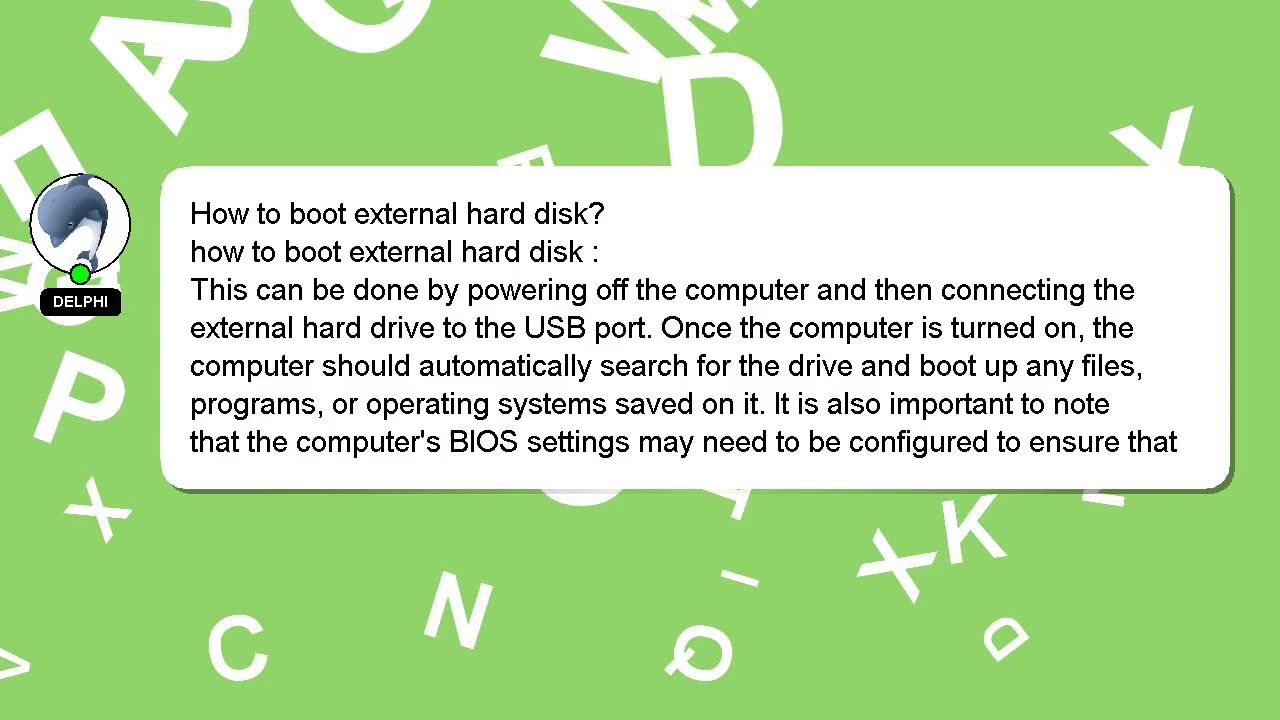 How to boot external hard disk?
how to boot external hard disk :
This can be done by powering off the computer and then connecting the
external hard drive to the USB port. Once the computer is turned on, the
computer should automatically search for the drive and boot up any files,
programs, or operating systems saved on it. It is also important to note
that the computer's BIOS settings may need to be configured to ensure that
DELPHI
A
G
D
P
X
C
N
Q
X
K
D